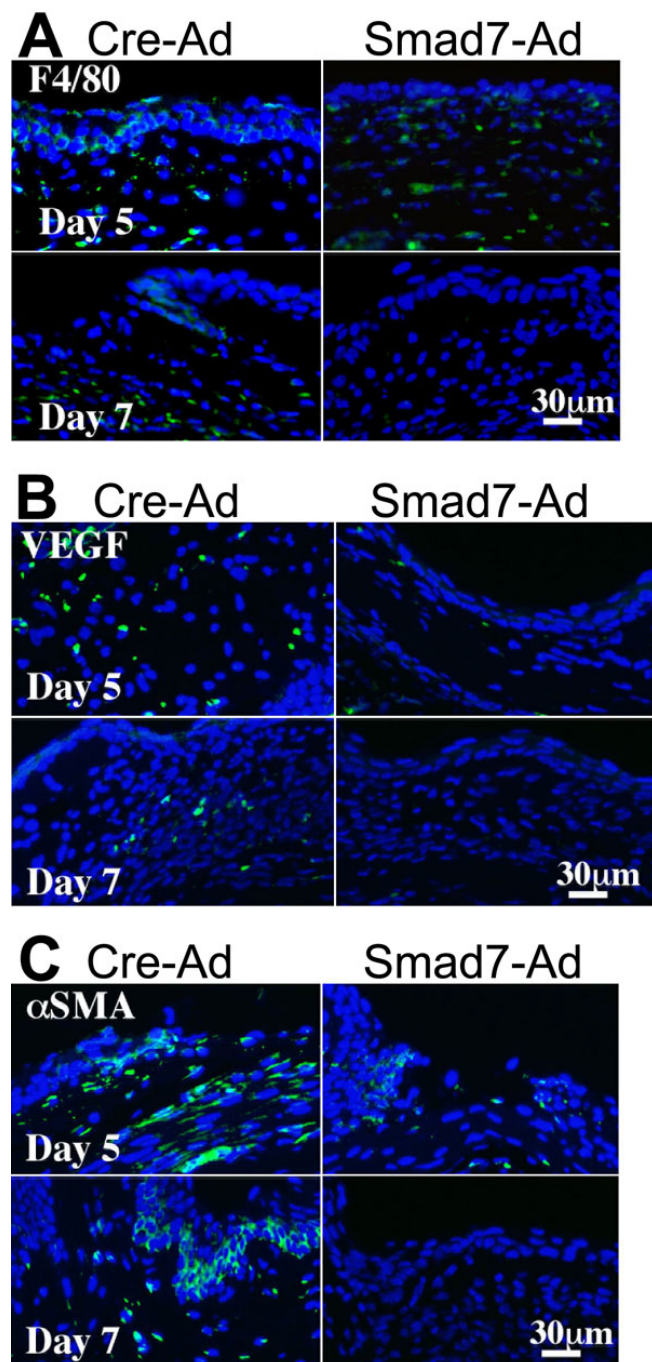 A Cre-Ad Smad7-Ad
F4/80
Day 5
Day 7
30μm
B Cre-Ad Smad7-Ad
VEGF
Day 5
Day 7
30μm
C Cre-Ad Smad7-Ad
αSMA
Day 5
Day 7
30μm